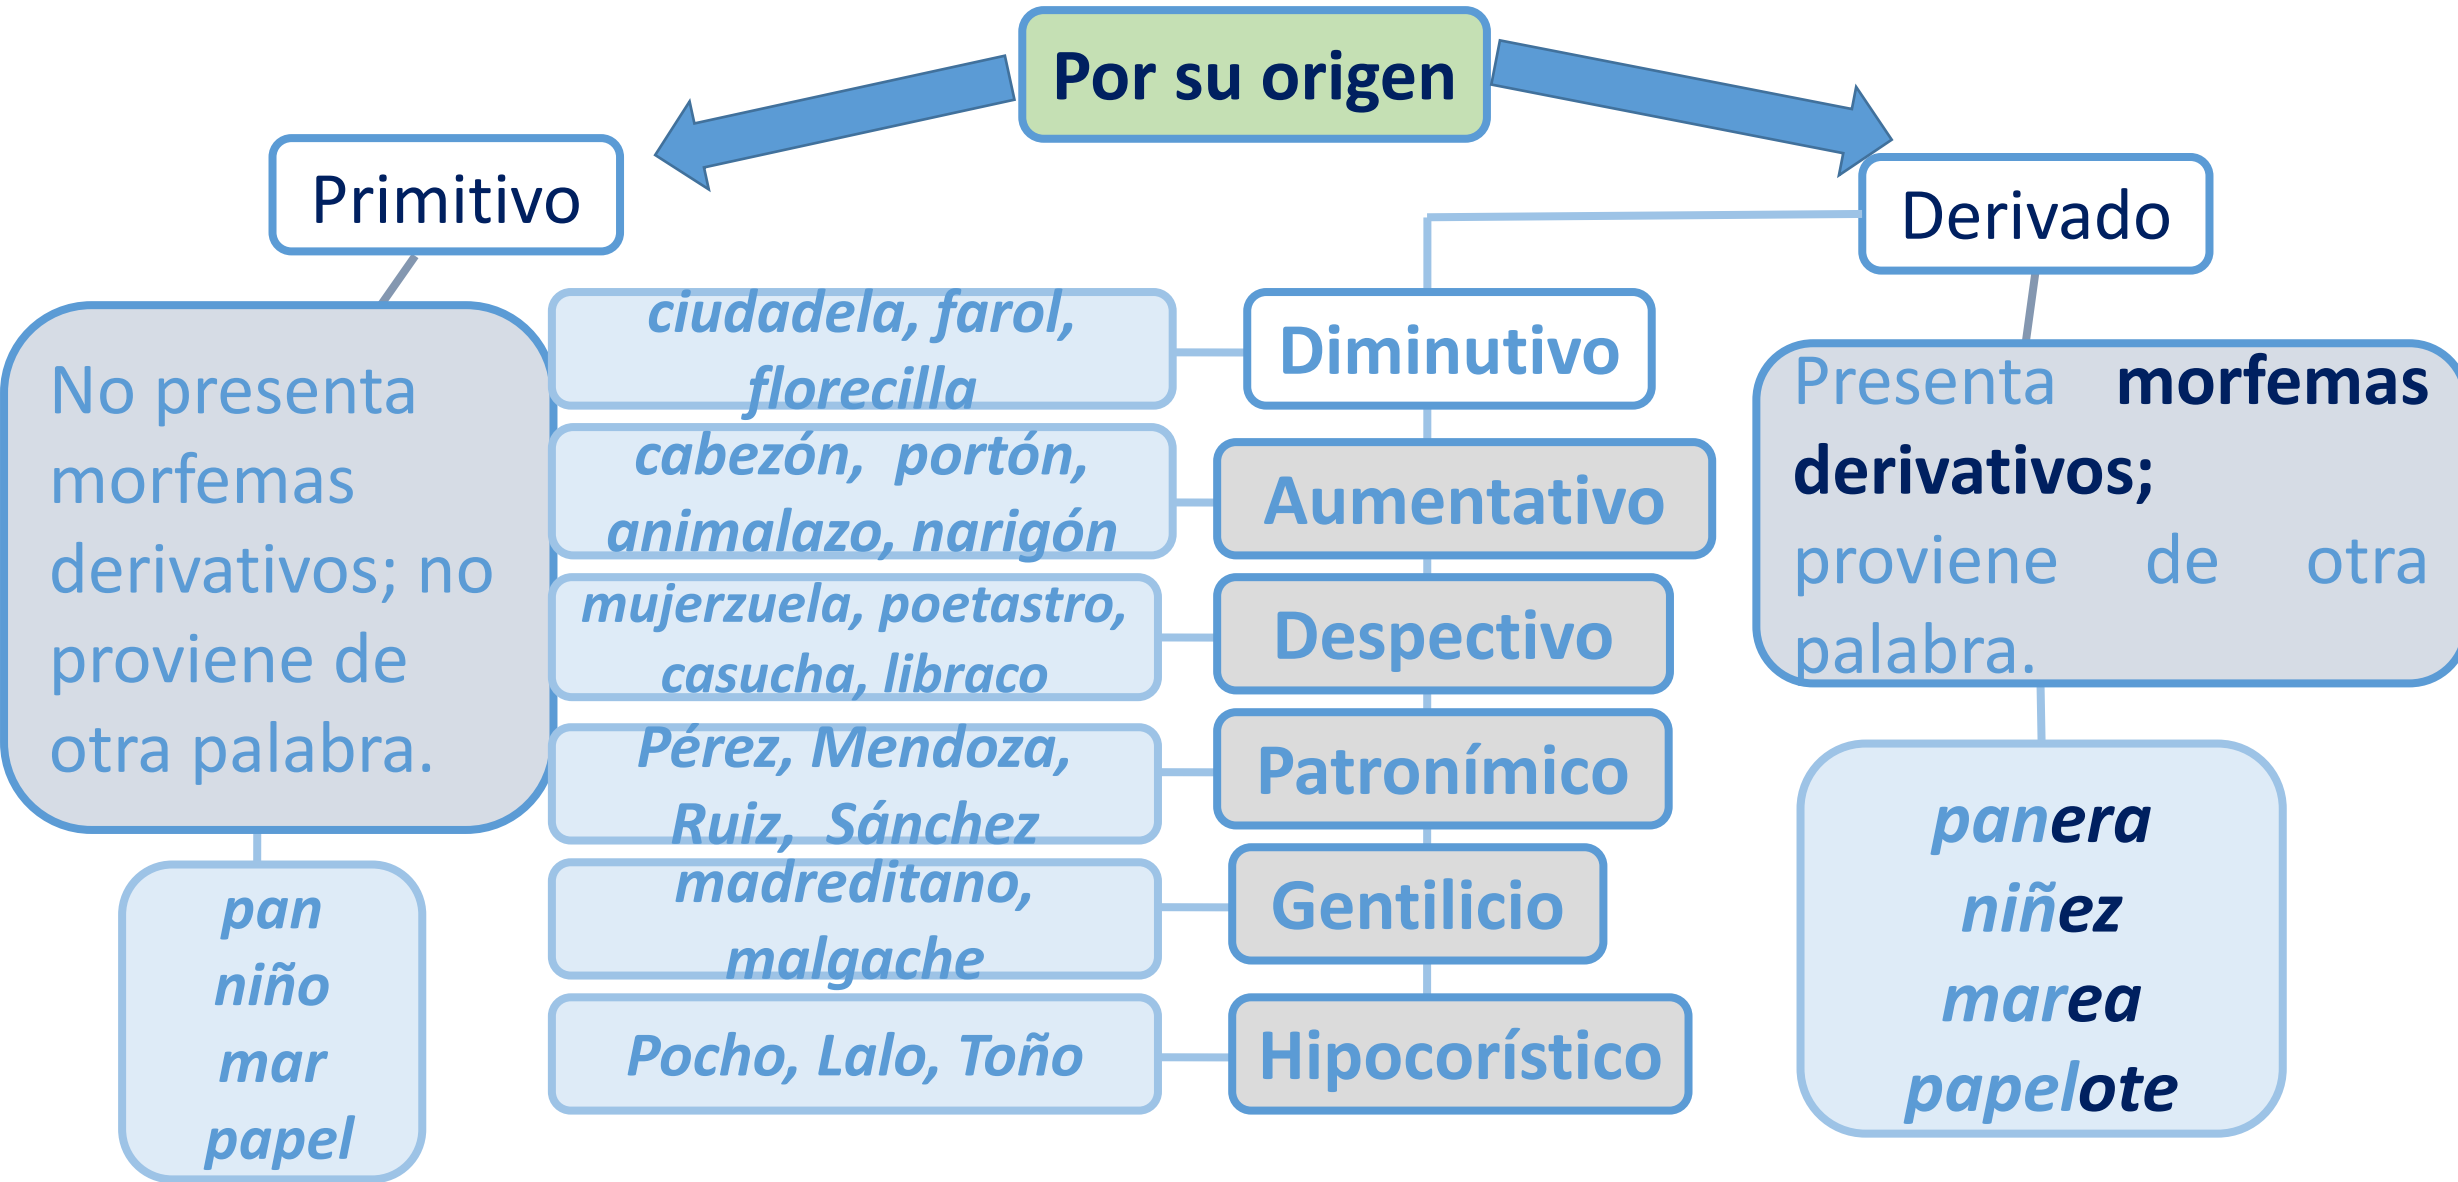 Por su origen
Primitivo
No presenta
morfemas
derivativos; no
proviene de
otra palabra.
pan
niño
mar
papel
Derivado
Presenta morfemas
derivativos;
proviene de otra
palabra.
panera
niñez
marea
papelote
Diminutivo
ciudadela, farol,
florecilla
Aumentativo
cabezón, portón,
animalazo, narigón
Despectivo
mujerzuela, poetastro,
casucha, libraco
Patronímico
Pérez, Mendoza,
Ruiz, Sánchez
Gentilicio
madreditano,
malgache
Hipocorístico
Pocho, Lalo, Toño